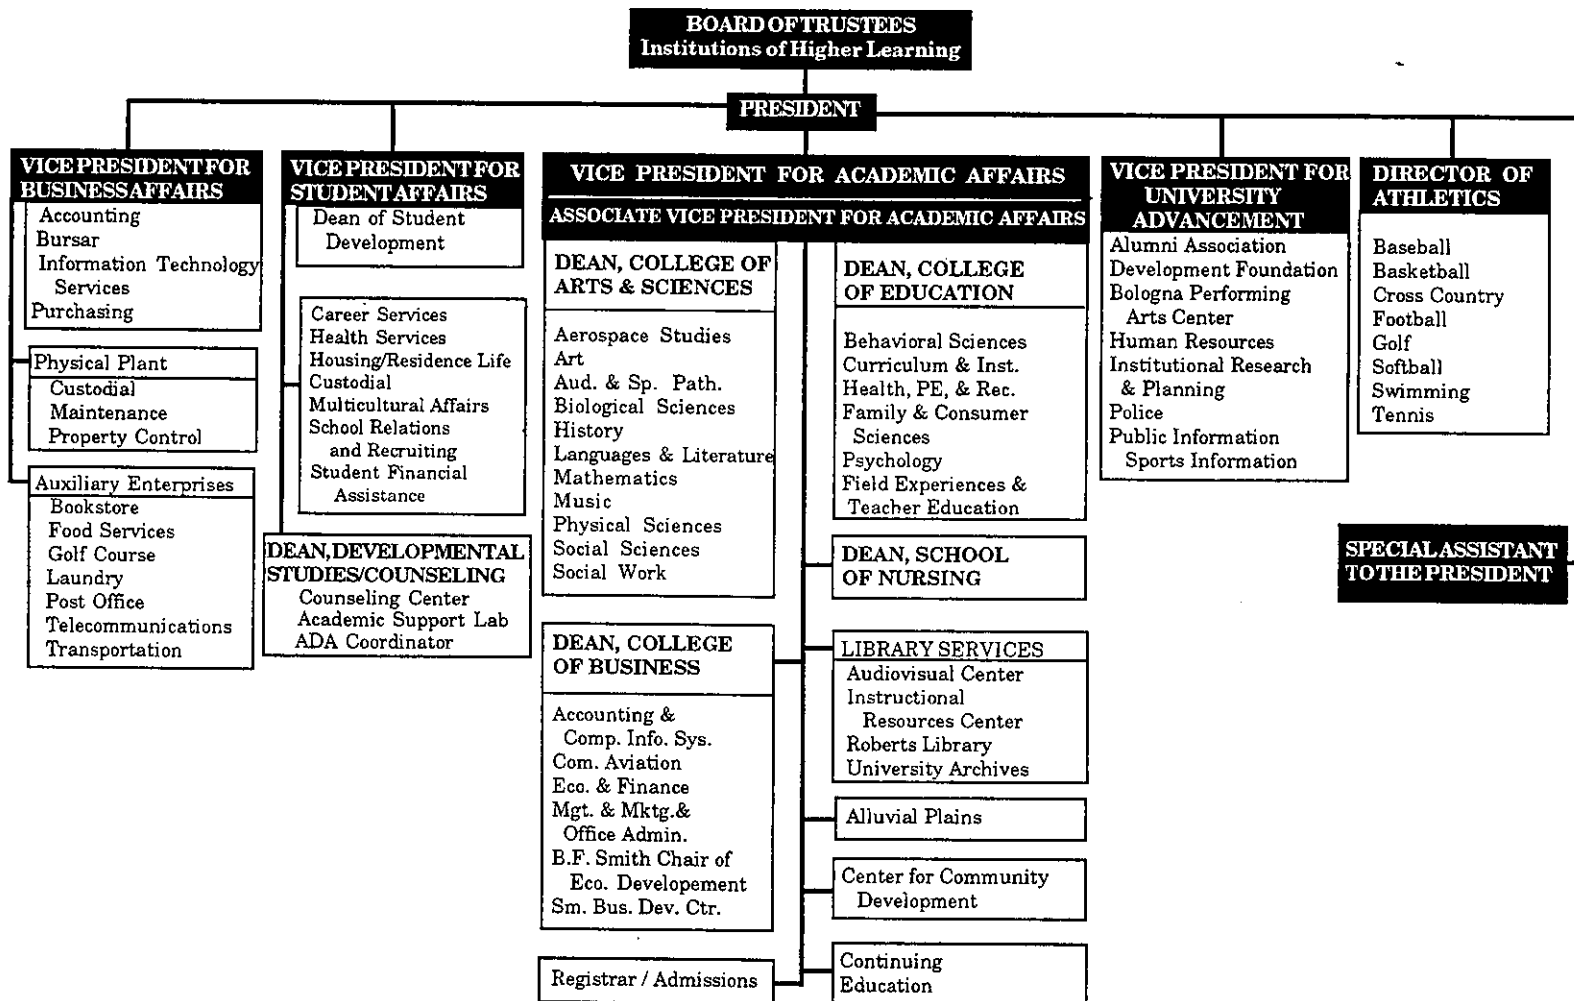 BOARD OF TRUSTEES
Institutions of Higher Learning
PRESIDENT
VICE PRESIDENT FOR
BUSINESS AFFAIRS
Accounting
Bursar
Information Technology
Services
Purchasing
Physical Plant
Custodial
Maintenance
Property Control
Auxiliary Enterprises
Bookstore
Food Services
Golf Course
Laundry
Post Office
Telecommunications
Transportation
VICE PRESIDENT FOR
STUDENT AFFAIRS
Dean of Student
Development
Career Services
Health Services
Housing/Residence Life
Custodial
Multicultural Affairs
School Relations
and Recruiting
Student Financial
Assistance
DEAN, DEVELOPMENTAL
STUDIES/COUNSELING
Counseling Center
Academic Support Lab
ADA Coordinator
VICE PRESIDENT FOR ACADEMIC AFFAIRS
ASSOCIATE VICE PRESIDENT FOR ACADEMIC AFFAIRS
DEAN, COLLEGE OF
ARTS & SCIENCES
Aerospace Studies
Art
Aud. & Sp. Path.
Biological Sciences
History
Languages & Literature
Mathematics
Music
Physical Sciences
Social Sciences
Social Work
DEAN, COLLEGE
OF BUSINESS
Accounting &
Comp. Info. Sys.
Com. Aviation
Eco. & Finance
Mgt. & Mktg.&
Office Admin.
B.F. Smith Chair of
Eco. Developement
Sm. Bus. Dev. Ctr.
Registrar / Admissions
DEAN, COLLEGE
OF EDUCATION
Behavioral Sciences
Curriculum & Inst.
Health, PE, & Rec.
Family & Consumer
Sciences
Psychology
Field Experiences &
Teacher Education
DEAN, SCHOOL
OF NURSING
LIBRARY SERVICES
Audiovisual Center
Instructional
Resources Center
Roberts Library
University Archives
Alluvial Plains
Center for Community
Development
Continuing
Education
VICE PRESIDENT FOR
UNIVERSITY
ADVANCEMENT
Alumni Association
Development Foundation
Bologna Performing
Arts Center
Human Resources
Institutional Research
& Planning
Police
Public Information
Sports Information
DIRECTOR OF
ATHLETICS
Baseball
Basketball
Cross Country
Football
Golf
Softball
Swimming
Tennis
SPECIAL ASSISTANT
TO THE PRESIDENT